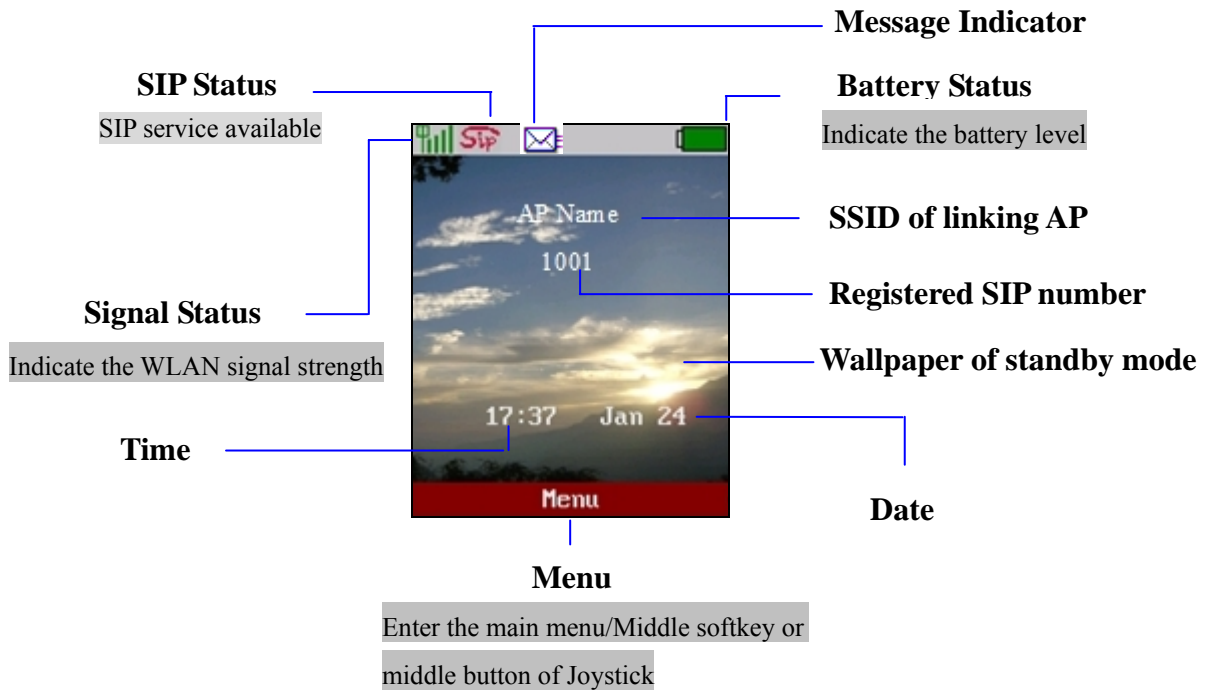 Message Indicator
SIP Status
SIP service available
Battery Status
Indicate the battery level
Sip
AP Name
SSID of linking AP
1001
Registered SIP number
Signal Status
Indicate the WLAN signal strength
Wallpaper of standby mode
17:37 Jan 24
Time
Menu
Date
Menu
Enter the main menu/Middle softkey or
middle button of Joystick